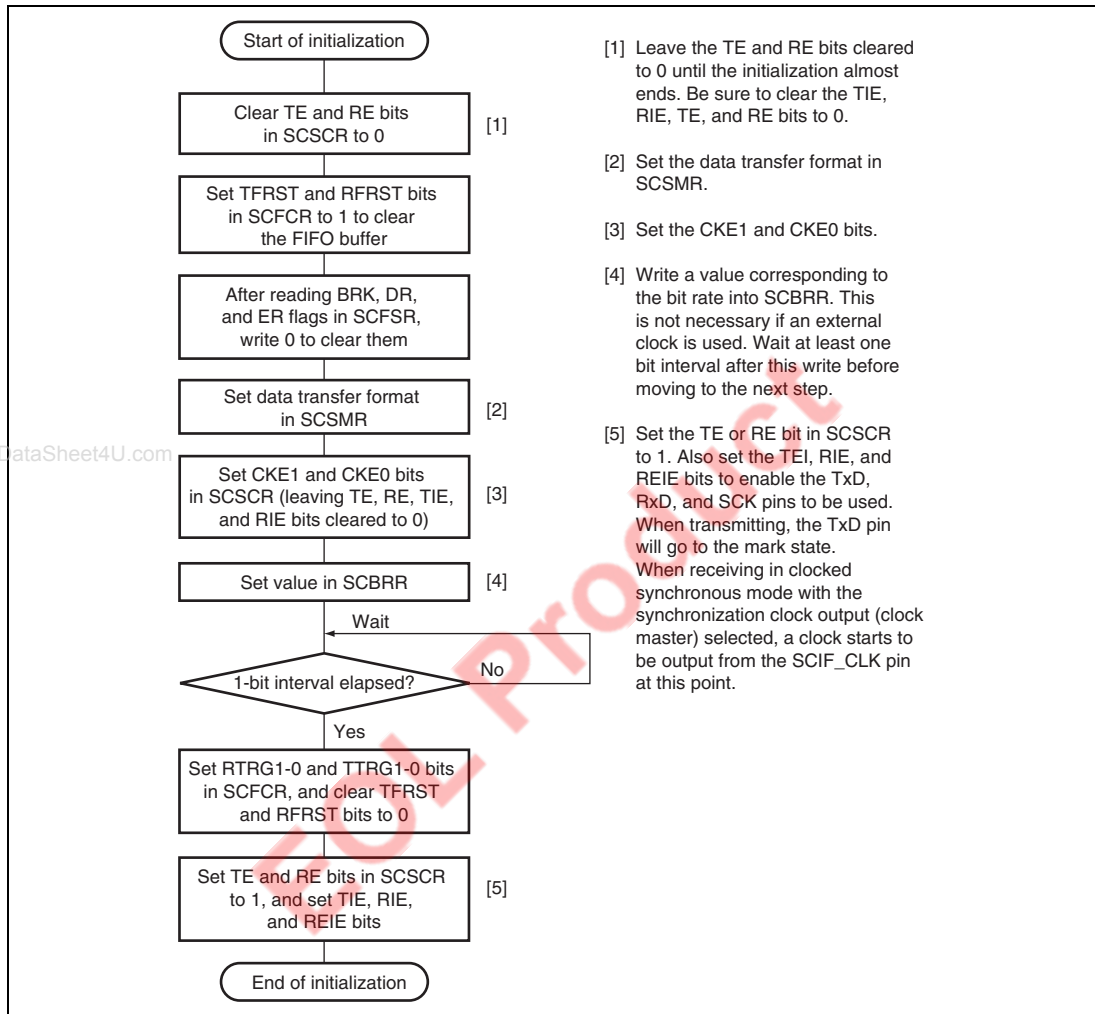 Start of initialization
Clear TE and RE bits
in SCSCR to 0
[1]
Set TFRST and RFRST bits
in SCFCR to 1 to clear
the FIFO buffer
After reading BRK, DR,
and ER flags in SCFSR,
write 0 to clear them
Set data transfer format
in SCSMR
[2]
Set CKE1 and CKE0 bits
in SCSCR (leaving TE, RE, TIE,
and RIE bits cleared to 0)
[3]
Set value in SCBRR
[4]
Wait
1-bit interval elapsed?
No
Yes
Set RTRG1-0 and TTRG1-0 bits
in SCFCR, and clear TFRST
and RFRST bits to 0
Set TE and RE bits in SCSCR
to 1, and set TIE, RIE,
and REIE bits
[5]
End of initialization
[1] Leave the TE and RE bits cleared
to 0 until the initialization almost
ends. Be sure to clear the TIE,
RIE, TE, and RE bits to 0.
[2] Set the data transfer format in
SCSMR.
[3] Set the CKE1 and CKE0 bits.
[4] Write a value corresponding to
the bit rate into SCBRR. This
is not necessary if an external
clock is used. Wait at least one
bit interval after this write before
moving to the next step.
[5] Set the TE or RE bit in SCSCR
to 1. Also set the TEI, RIE, and
REIE bits to enable the TxD,
RxD, and SCK pins to be used.
When transmitting, the TxD pin
will go to the mark state.
When receiving in clocked
synchronous mode with the
synchronization clock output (clock
master) selected, a clock starts to
be output from the SCIF_CLK pin
at this point.
DataSheet4U.com
EOL Product